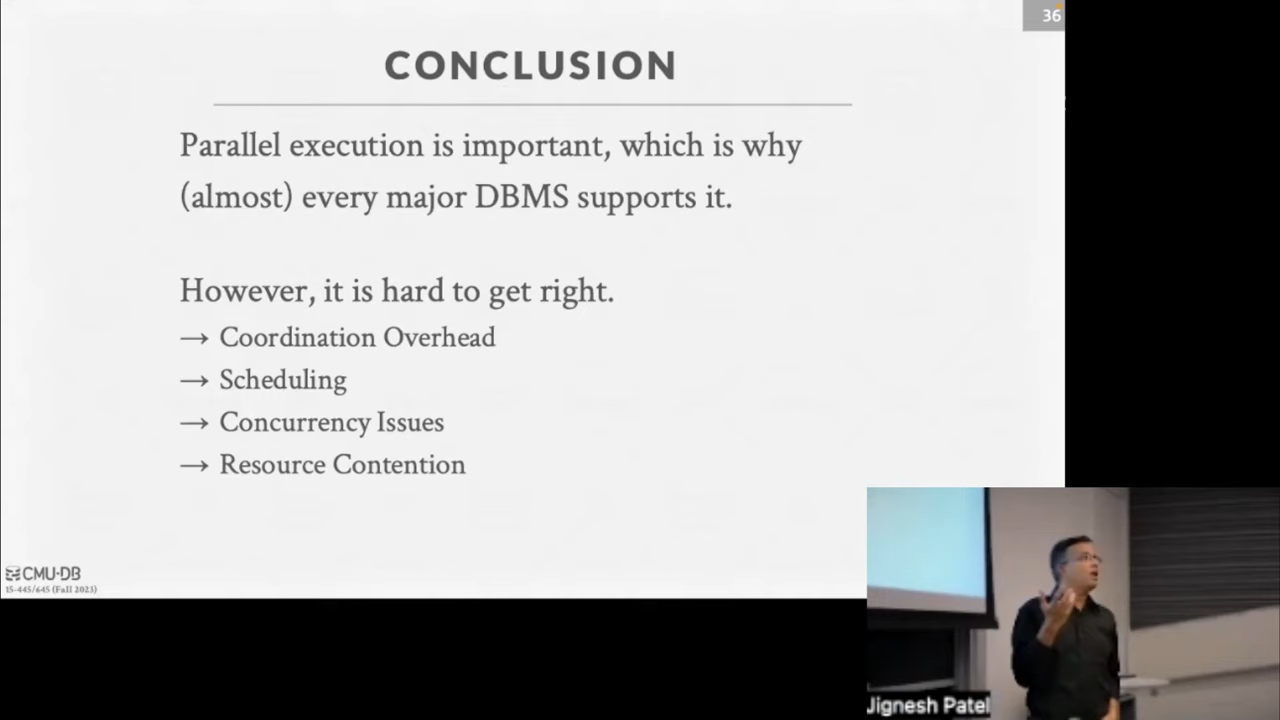 36
CONCLUSION
Parallel execution is important, which is why
(almost) every major DBMS supports it.
However, it is hard to get right.
→ Coordination Overhead
→ Scheduling
→ Concurrency Issues
→ Resource Contention
CMU·DB
15-445/645 (Fall 2023)
Jignesh Patel